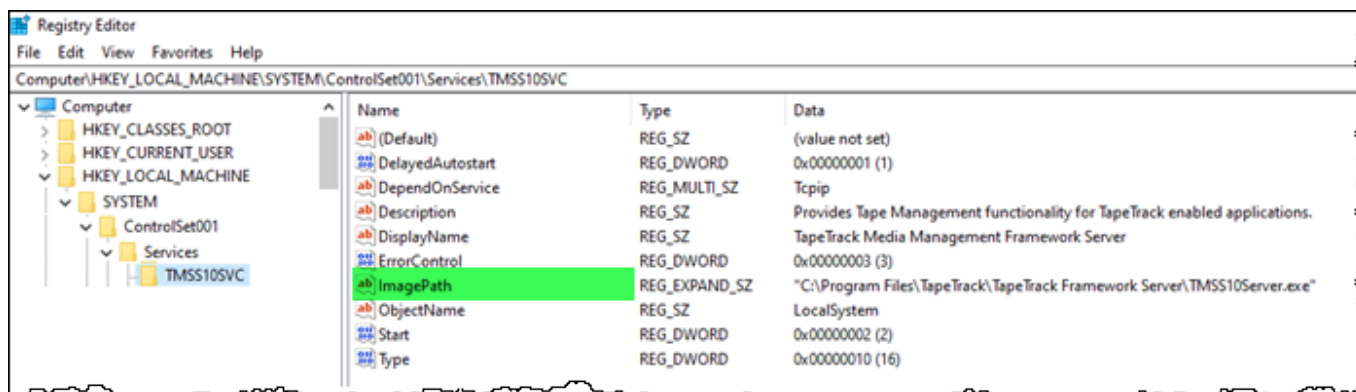 Registry Editor
File Edit View Favorites Help
Computer\HKEY_LOCAL_MACHINE\SYSTEM\ControlSet001\Services\TMSS10SVC
Computer
HKEY_CLASSES_ROOT
HKEY_CURRENT_USER
HKEY_LOCAL_MACHINE
SYSTEM
ControlSet001
Services
TMSS10SVC
Name Type Data
(Default) REG_SZ (value not set)
DelayedAutostart REG_DWORD 0x00000001 (1)
DependOnService REG_MULTI_SZ Tcpip
Description REG_SZ Provides Tape Management functionality for TapeTrack enabled applications.
DisplayName REG_SZ TapeTrack Media Management Framework Server
ErrorControl REG_DWORD 0x00000003 (3)
ImagePath REG_EXPAND_SZ "C:\Program Files\TapeTrack\TapeTrack Framework Server\TMSS10Server.exe"
ObjectName REG_SZ LocalSystem
Start REG_DWORD 0x00000002 (2)
Type REG_DWORD 0x00000010 (16)